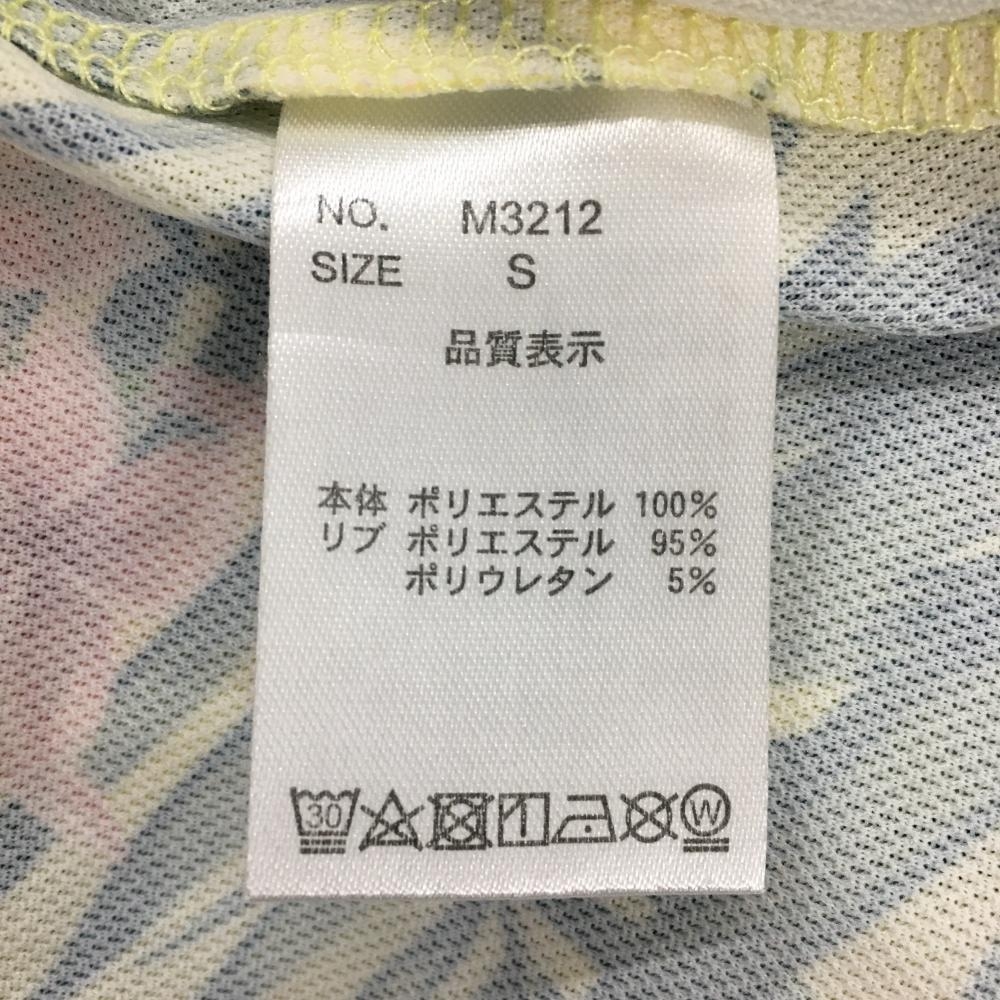 NO. M3212
SIZE S
品質表示
本体 ポリエステル 100%
リブ ポリエステル 95%
ポリウレタン 5%
30 W